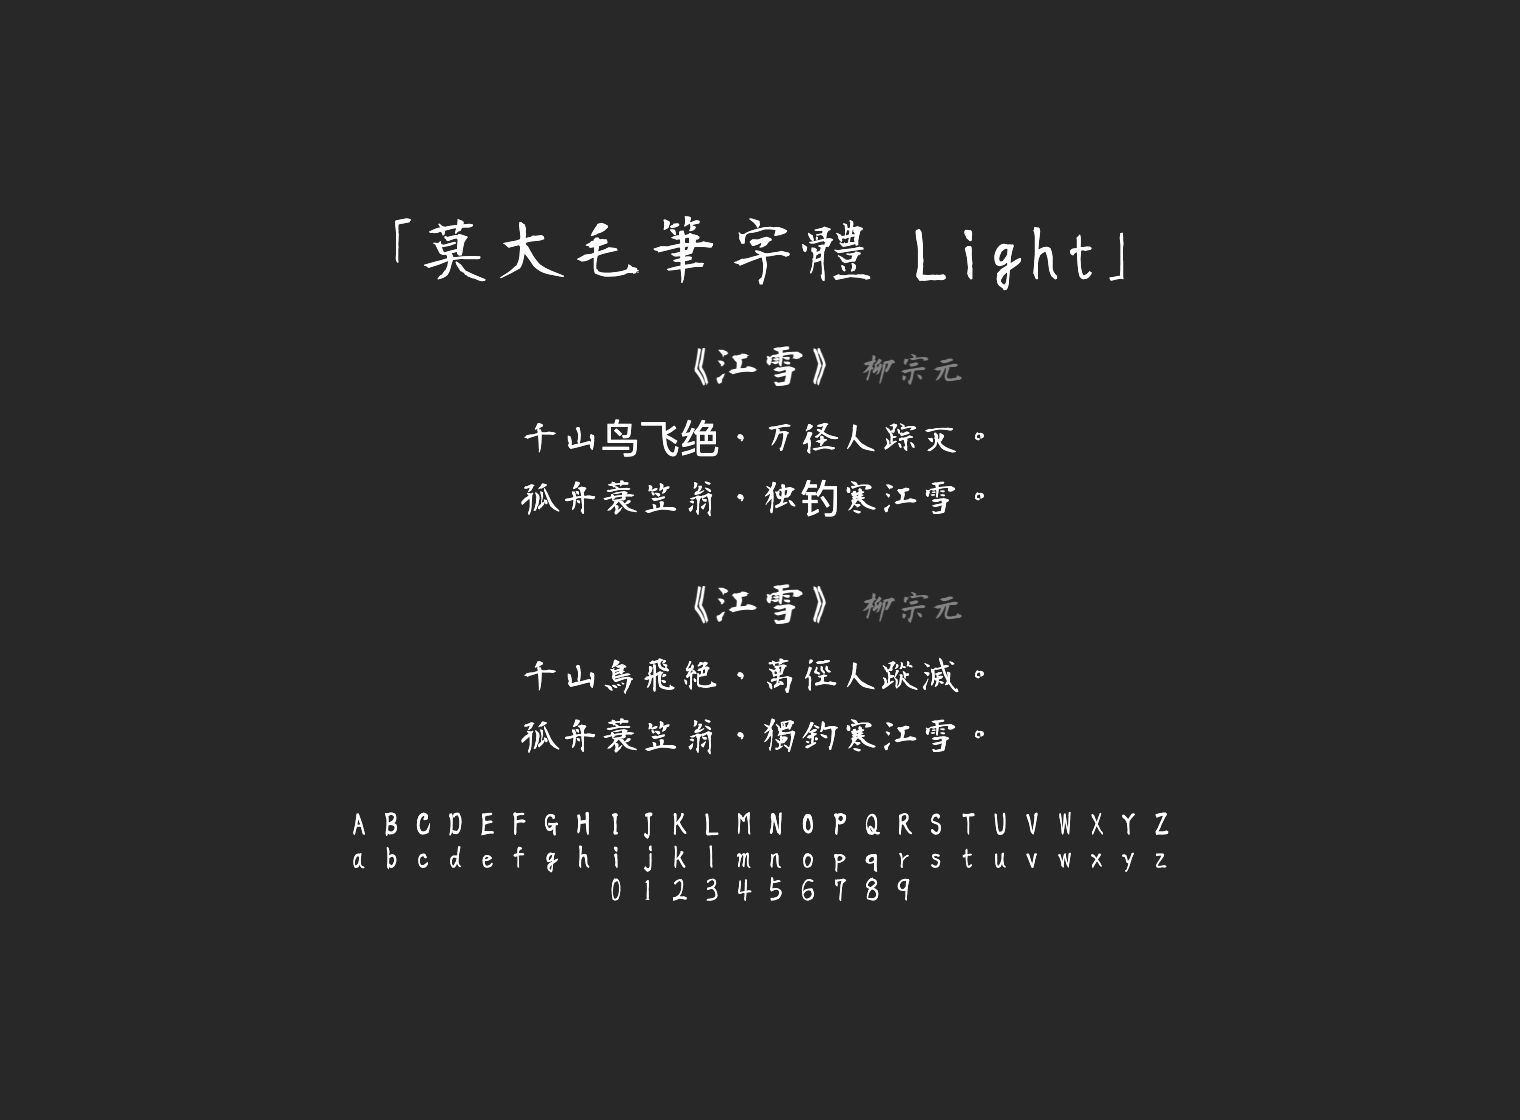 「莫大毛筆字體 Light」
《江雪》 柳宗元
千山鸟飞绝，万径人踪灭。
孤舟蓑笠翁，独钓寒江雪。
《江雪》 柳宗元
千山鳥飛絕，萬徑人蹤滅。
孤舟蓑笠翁，獨釣寒江雪。
A B C D E F G H I J K L M N O P Q R S T U V W X Y Z
a b c d e f g h i j k l m n o p q r s t u v w x y z
0 1 2 3 4 5 6 7 8 9